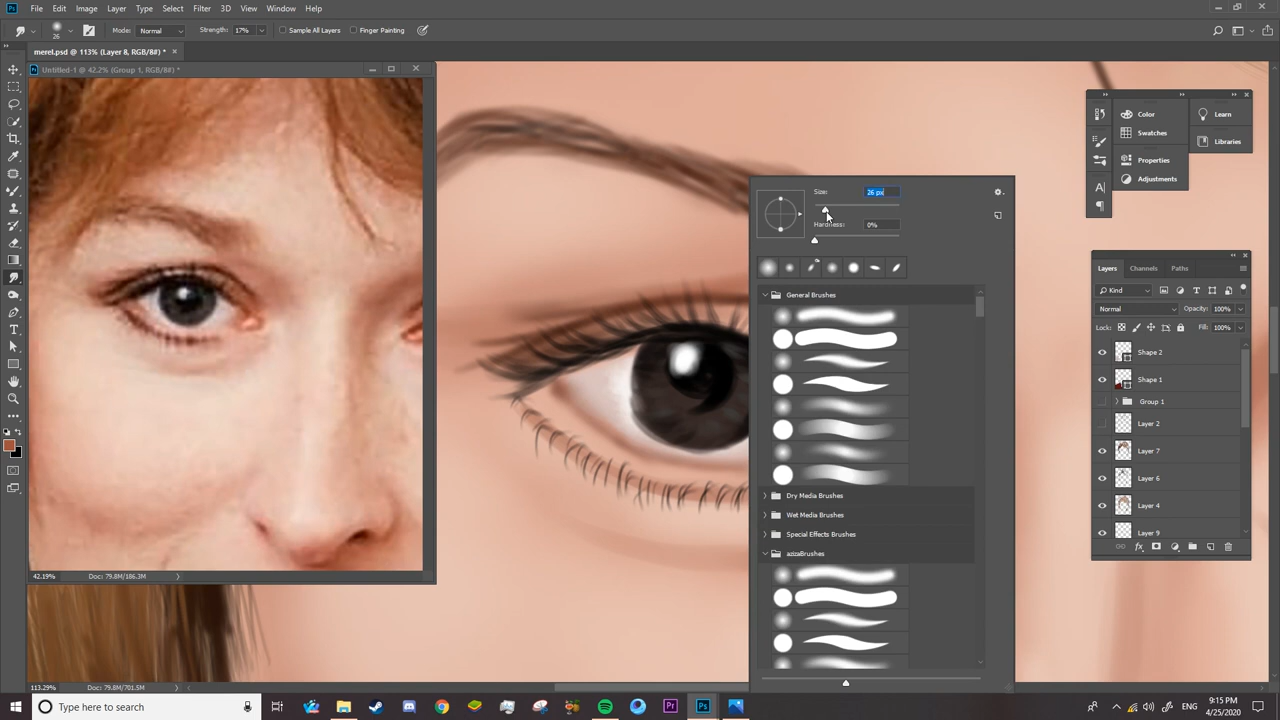 Ps File Edit Image Layer Type Select Filter 3D View Window Help
26 Mode: Normal Strength: 17% Sample All Layers Finger Painting
merel.psd @ 113% (Layer 8, RGB/8#) *
Untitled-1 @ 42.2% (Group 1, RGB/8#) *
Size: 26 px
Hardness: 0%
General Brushes
Dry Media Brushes
Wet Media Brushes
Special Effects Brushes
azizaBrushes
Color
Swatches
Properties
Adjustments
Learn
Libraries
Layers Channels Paths
Kind
Normal Opacity: 100%
Lock: Fill: 100%
Shape 2
Shape 1
Group 1
Layer 2
Layer 7
Layer 6
Layer 4
Layer 9
42.19% Doc: 79.8M/186.3M
113.29% Doc: 79.8M/701.5M
Type here to search
ENG
9:15 PM
4/25/2020